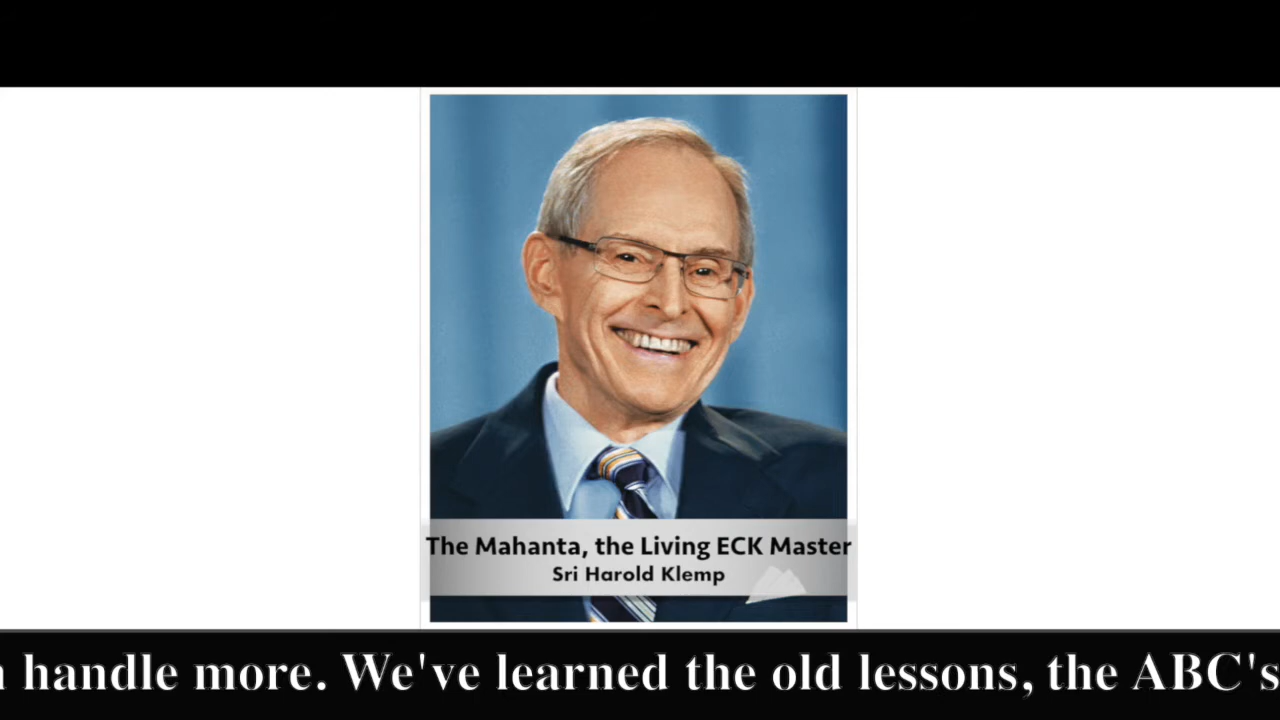 The Mahanta, the Living ECK Master
Sri Harold Klemp
handle more. We've learned the old lessons, the ABC's